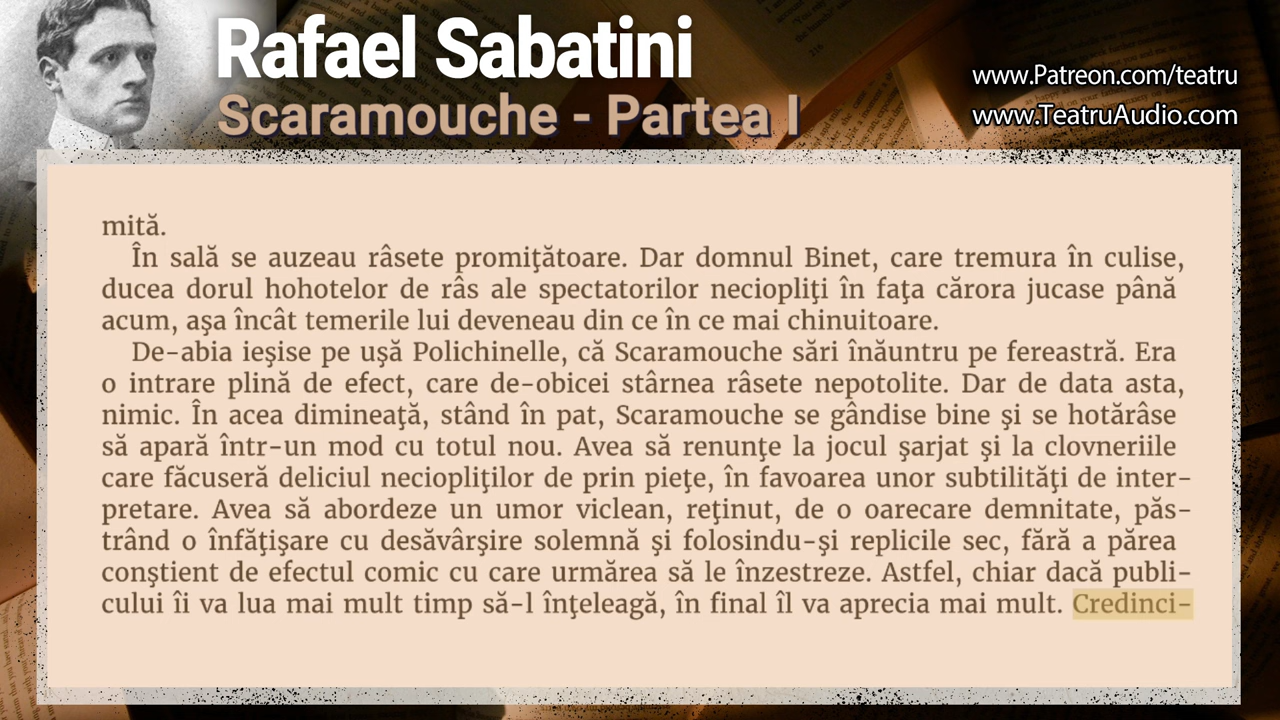 Rafael Sabatini
Scaramouche - Partea I
www.Patreon.com/teatru
www.TeatruAudio.com
mită.
În sală se auzeau râsete promiţătoare. Dar domnul Binet, care tremura în culise,
ducea dorul hohotelor de râs ale spectatorilor neciopliţi în faţa cărora jucase până
acum, aşa încât temerile lui deveneau din ce în ce mai chinuitoare.
De-abia ieşise pe uşă Polichinelle, că Scaramouche sări înăuntru pe fereastră. Era
o intrare plină de efect, care de-obicei stârnea râsete nepotolite. Dar de data asta,
nimic. În acea dimineaţă, stând în pat, Scaramouche se gândise bine şi se hotărâse
să apară într-un mod cu totul nou. Avea să renunţe la jocul şarjat şi la clovneriile
care făcuseră deliciul neciopliţilor de prin pieţe, în favoarea unor subtilităţi de inter-
pretare. Avea să abordeze un umor viclean, reţinut, de o oarecare demnitate, păs-
trând o înfăţişare cu desăvârşire solemnă şi folosindu-şi replicile sec, fără a părea
conştient de efectul comic cu care urmărea să le înzestreze. Astfel, chiar dacă publi-
cului îi va lua mai mult timp să-l înţeleagă, în final îl va aprecia mai mult. Credinci-